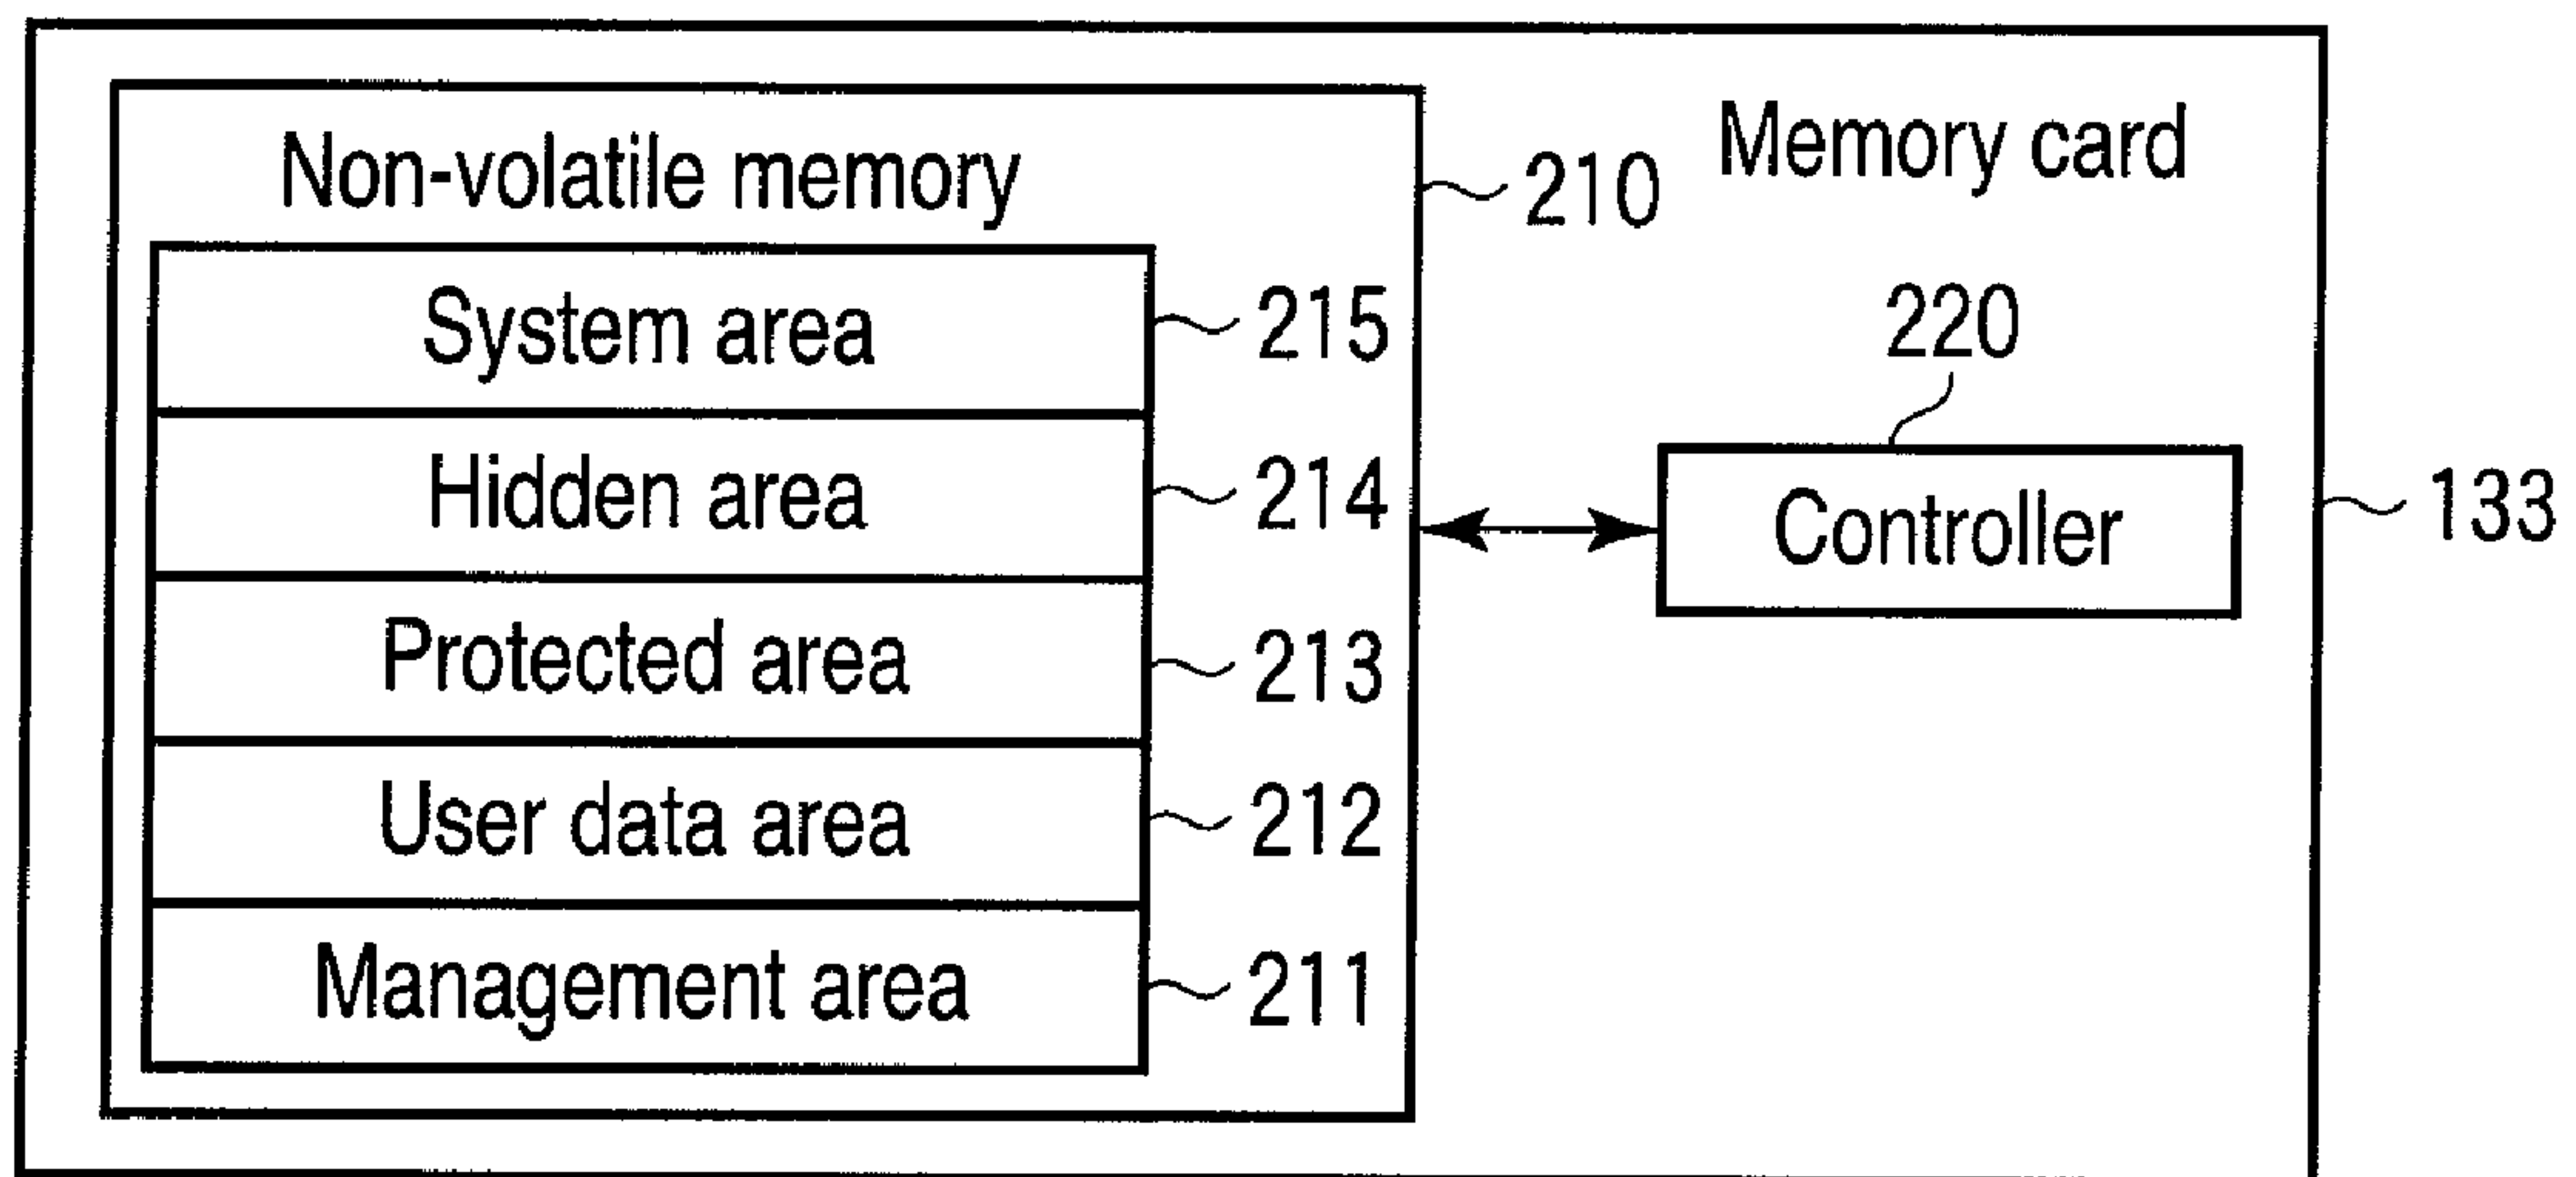 Memory card
Non-volatile memory
210
System area
215
220
Hidden area
214
Controller
133
Protected area
213
User data area
212
Management area
211